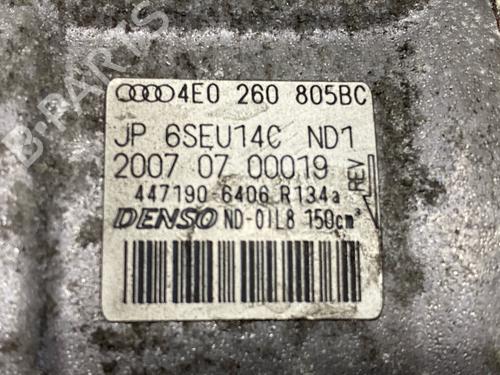 4E0 260 805BC
JP 6SEU14C ND1
2007 07 00019
REV
447190-6406 R134a
DENSO ND-OIL8 150cm³
B-PARTS